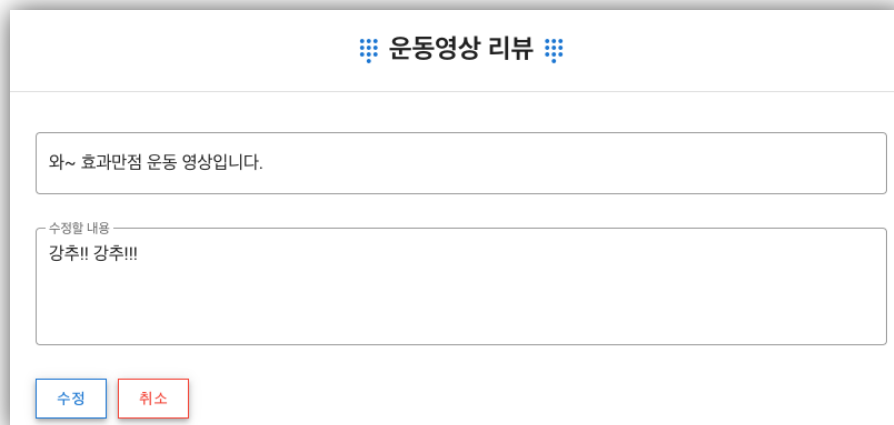 운동영상 리뷰
와~ 효과만점 운동 영상입니다.
수정할 내용
강추!! 강추!!!
수정 취소